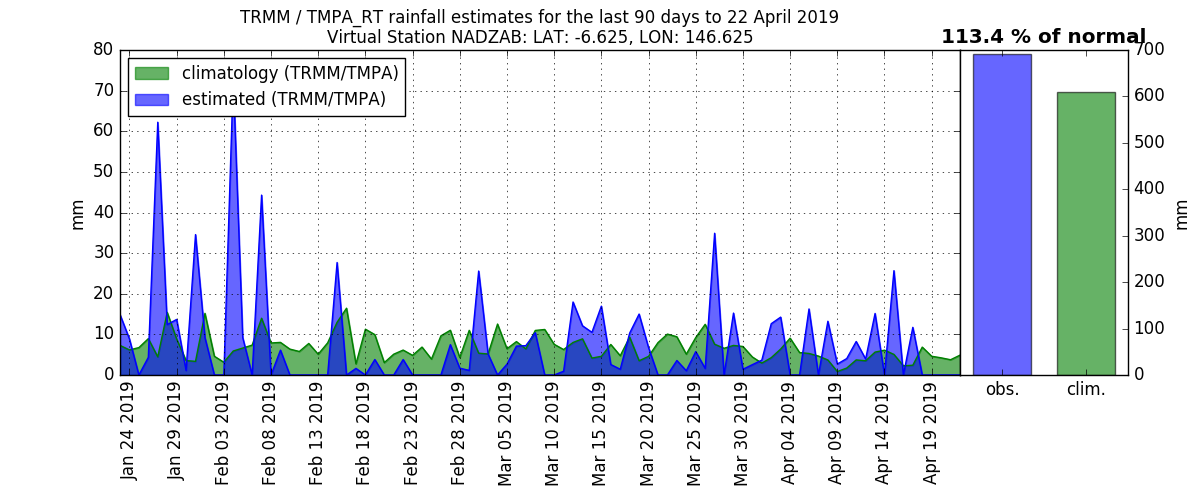 TRMM / TMPA_RT rainfall estimates for the last 90 days to 22 April 2019
Virtual Station NADZAB: LAT: -6.625, LON: 146.625
113.4 % of normal
climatology (TRMM/TMPA)
estimated (TRMM/TMPA)
mm
80
70
60
50
40
30
20
10
0
Jan 24 2019
Jan 29 2019
Feb 03 2019
Feb 08 2019
Feb 13 2019
Feb 18 2019
Feb 23 2019
Feb 28 2019
Mar 05 2019
Mar 10 2019
Mar 15 2019
Mar 20 2019
Mar 25 2019
Mar 30 2019
Apr 04 2019
Apr 09 2019
Apr 14 2019
Apr 19 2019
obs.
clim.
700
600
500
400
300
200
100
0
mm